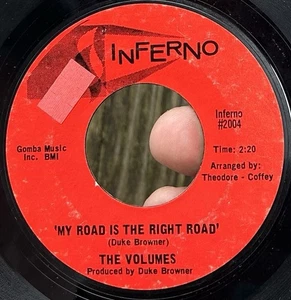 INFERNO
Inferno
#2004
Gomba Music
Inc. BMI
Time: 2:20
Arranged by:
Theodore - Coffey
'MY ROAD IS THE RIGHT ROAD'
(Duke Browner)
THE VOLUMES
Produced by Duke Browner